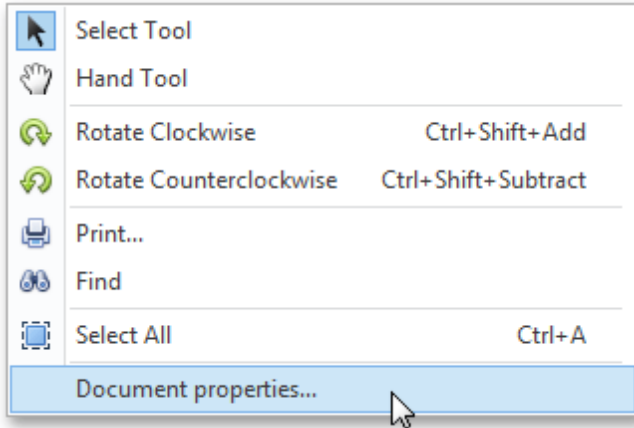 Select Tool
Hand Tool
Rotate Clockwise Ctrl+Shift+Add
Rotate Counterclockwise Ctrl+Shift+Subtract
Print...
Find
Select All Ctrl+A
Document properties...